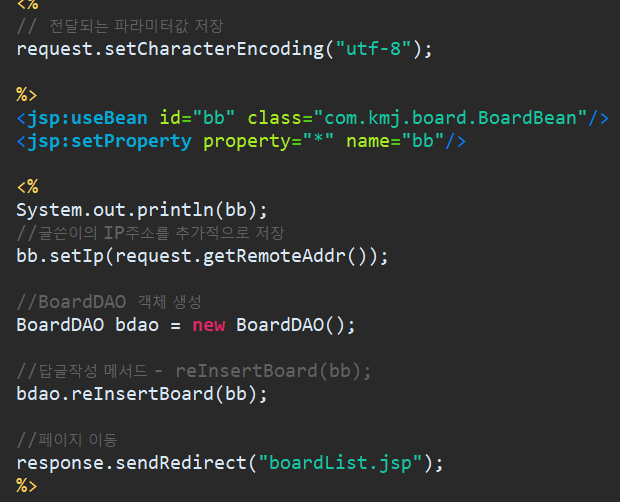 <%
// 전달되는 파라미터값 저장
request.setCharacterEncoding("utf-8");
%>
<jsp:useBean id="bb" class="com.kmj.board.BoardBean"/>
<jsp:setProperty property="*" name="bb"/>
<%
System.out.println(bb);
//글쓴이의 IP주소를 추가적으로 저장
bb.setIp(request.getRemoteAddr());
//BoardDAO 객체 생성
BoardDAO bdao = new BoardDAO();
//답글작성 메서드 - reInsertBoard(bb);
bdao.reInsertBoard(bb);
//페이지 이동
response.sendRedirect("boardList.jsp");
%>